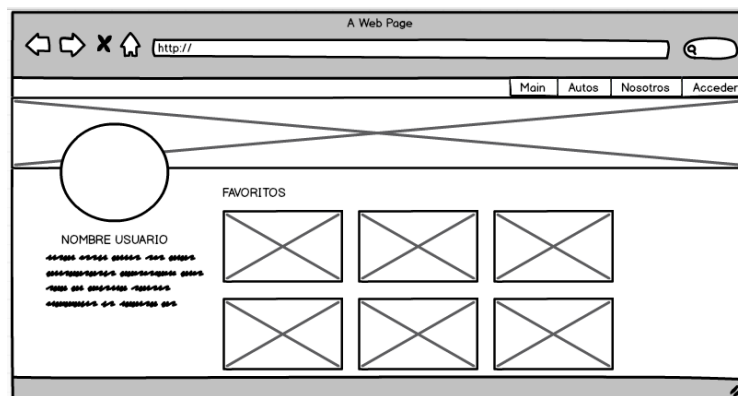 A Web Page
http://
Main Autos Nosotros Acceder
FAVORITOS
NOMBRE USUARIO